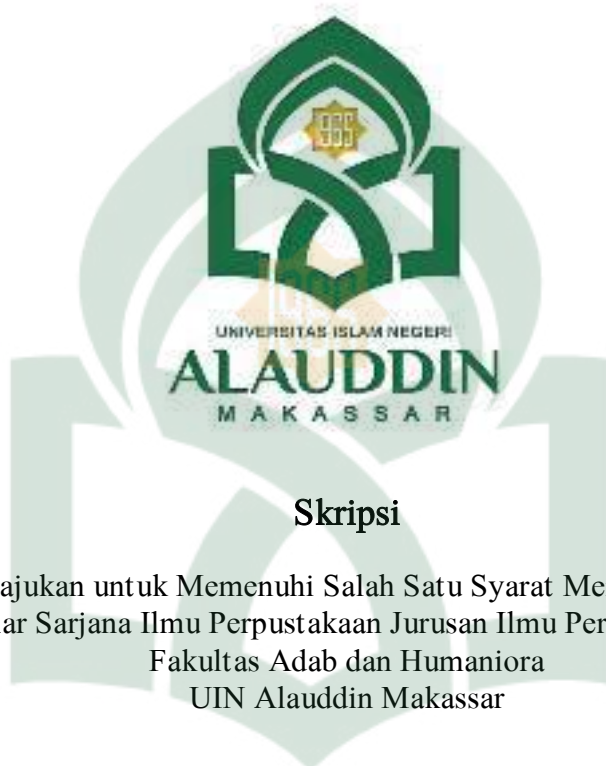 UNIVERSITAS ISLAM NEGERI
ALAUDDIN
MAKASSAR
Skripsi
ajukan untuk Memenuhi Salah Satu Syarat Me
ar Sarjana Ilmu Perpustakaan Jurusan Ilmu Per
Fakultas Adab dan Humaniora
UIN Alauddin Makassar